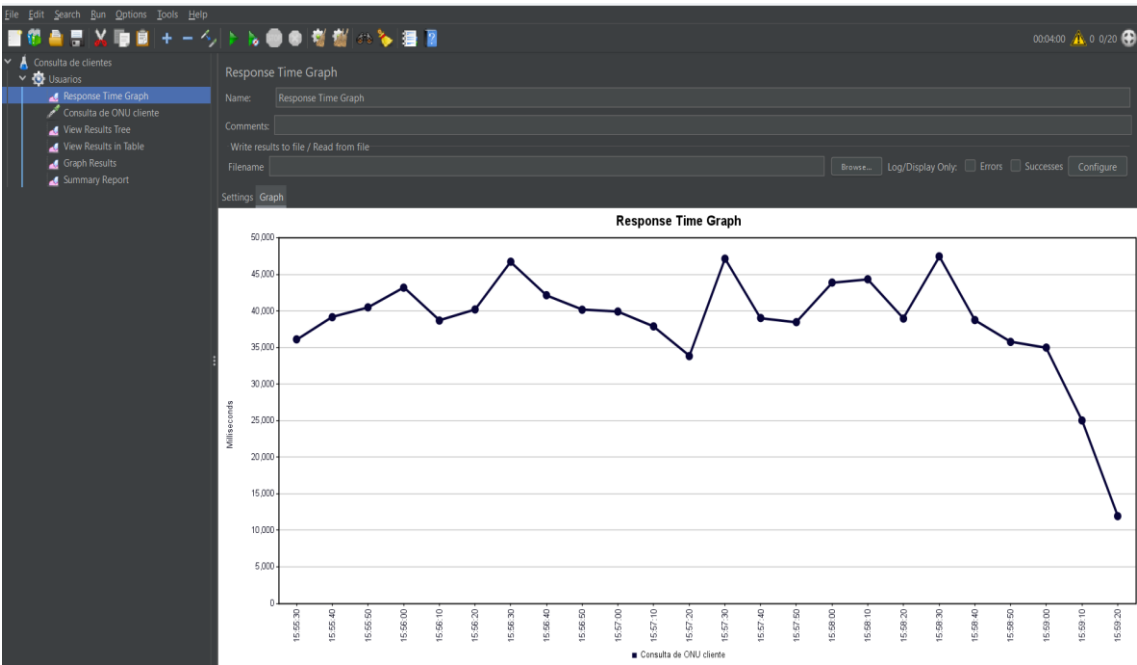 File Edit Search Run Options Tools Help
00:04:00 0 0/20
Consulta de clientes
Usuarios
Response Time Graph
Consulta de ONU cliente
View Results Tree
View Results in Table
Graph Results
Summary Report
Response Time Graph
Name: Response Time Graph
Comments:
Write results to file / Read from file
Filename Browse... Log/Display Only: Errors Successes Configure
Settings Graph
Response Time Graph
Milliseconds
50,000
45,000
40,000
35,000
30,000
25,000
20,000
15,000
10,000
5,000
0
15:55:30 15:55:40 15:55:50 15:56:00 15:56:10 15:56:20 15:56:30 15:56:40 15:56:50 15:57:00 15:57:10 15:57:20 15:57:30 15:57:40 15:57:50 15:58:00 15:58:10 15:58:20 15:58:30 15:58:40 15:58:50 15:59:00 15:59:10 15:59:20
Consulta de ONU cliente